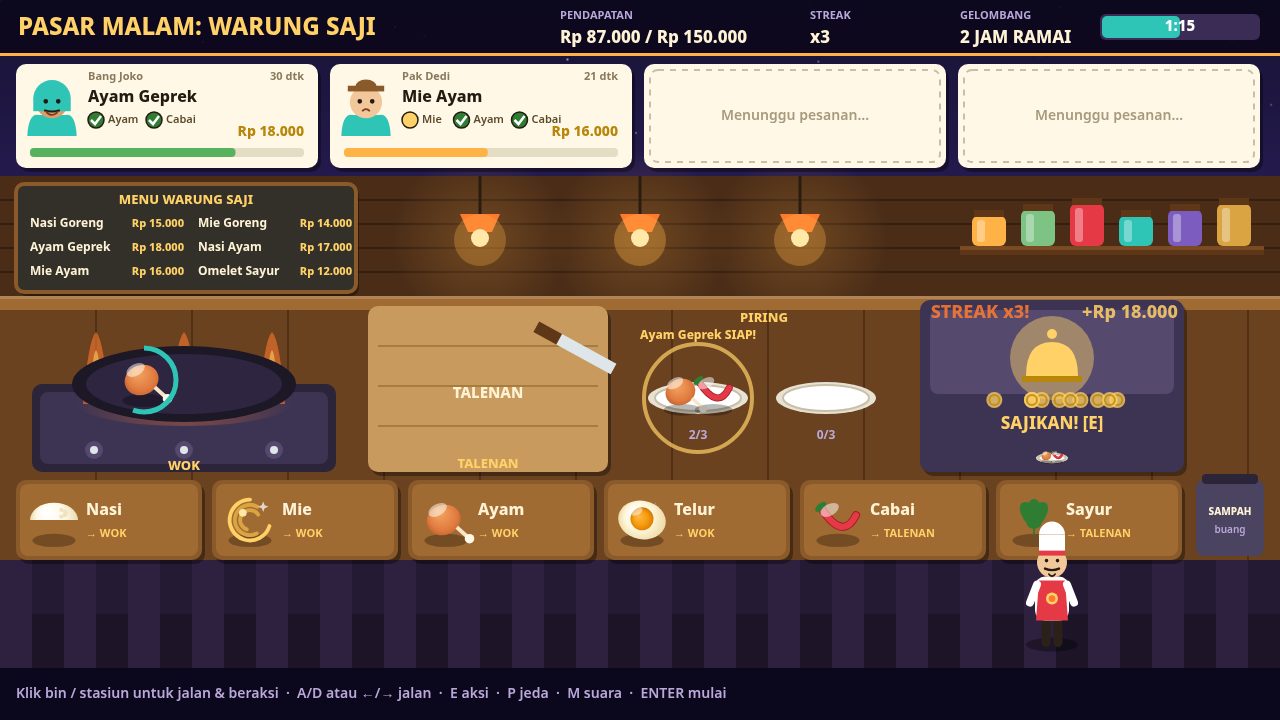 PASAR MALAM: WARUNG SAJI
PENDAPATAN
Rp 87.000 / Rp 150.000
STREAK
x3
GELOMBANG
2 JAM RAMAI
1:15
Bang Joko
30 dtk
Ayam Geprek
Ayam
Cabai
Rp 18.000
Pak Dedi
21 dtk
Mie Ayam
Mie
Ayam
Cabai
Rp 16.000
Menunggu pesanan...
Menunggu pesanan...
MENU WARUNG SAJI
Nasi Goreng Rp 15.000 Mie Goreng Rp 14.000
Ayam Geprek Rp 18.000 Nasi Ayam Rp 17.000
Mie Ayam Rp 16.000 Omelet Sayur Rp 12.000
WOK
TALENAN
TALENAN
PIRING
Ayam Geprek SIAP!
2/3
0/3
STREAK x3!
+Rp 18.000
SAJIKAN! [E]
Nasi
→ WOK
Mie
→ WOK
Ayam
→ WOK
Telur
→ WOK
Cabai
→ TALENAN
Sayur
→ TALENAN
SAMPAH
buang
Klik bin / stasiun untuk jalan & beraksi · A/D atau ←/→ jalan · E aksi · P jeda · M suara · ENTER mulai